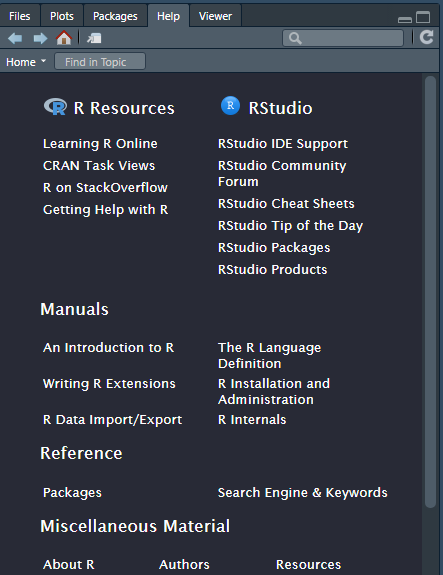 Files Plots Packages Help Viewer
Home Find in Topic
R Resources
Learning R Online
CRAN Task Views
R on StackOverflow
Getting Help with R
R RStudio
RStudio IDE Support
RStudio Community
Forum
RStudio Cheat Sheets
RStudio Tip of the Day
RStudio Packages
RStudio Products
Manuals
An Introduction to R
The R Language
Definition
Writing R Extensions
R Installation and
Administration
R Data Import/Export
R Internals
Reference
Packages
Search Engine & Keywords
Miscellaneous Material
About R Authors Resources